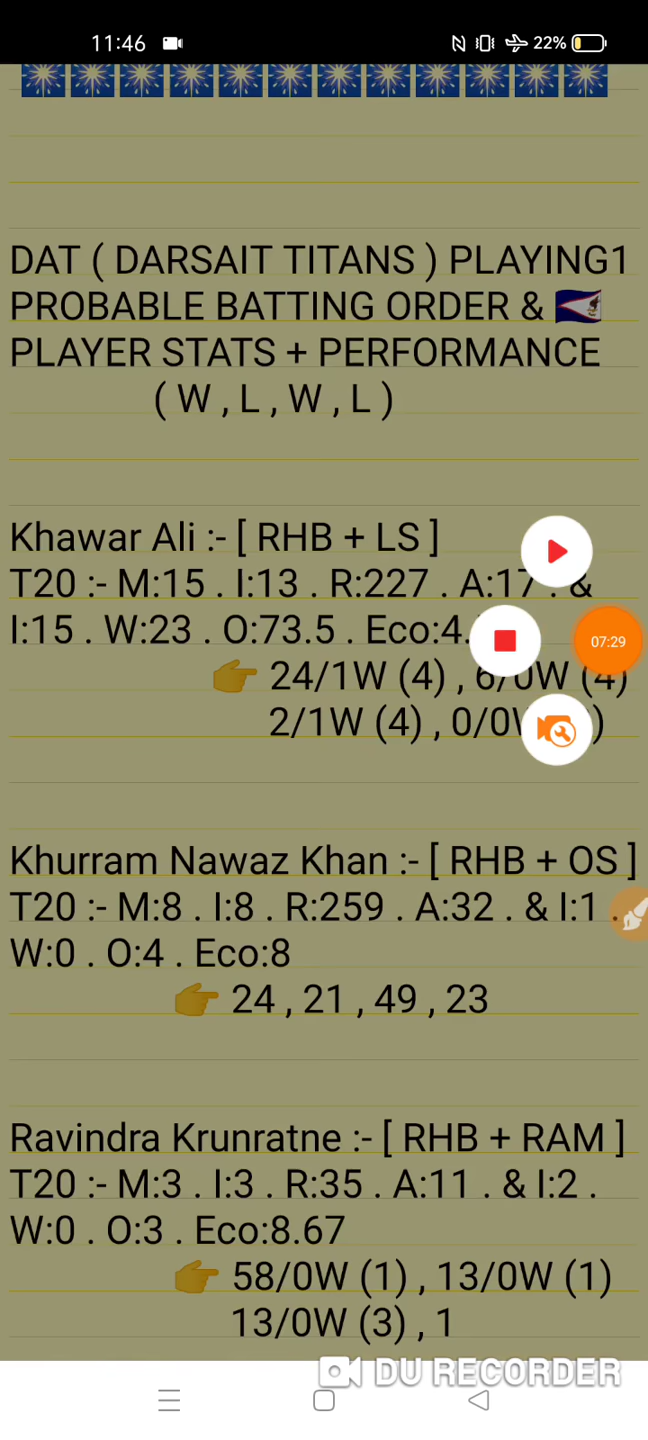 11:46
22%
DAT ( DARSAIT TITANS ) PLAYING1
PROBABLE BATTING ORDER &
PLAYER STATS + PERFORMANCE
( W , L , W , L )
Khawar Ali :- [ RHB + LS ]
T20 :- M:15 . I:13 . R:227 . A:17 . &
I:15 . W:23 . O:73.5 . Eco:4.
07:29
24/1W (4) , 6/0W (4)
2/1W (4) , 0/0 )
Khurram Nawaz Khan :- [ RHB + OS ]
T20 :- M:8 . I:8 . R:259 . A:32 . & I:1 .
W:0 . O:4 . Eco:8
24 , 21 , 49 , 23
Ravindra Krunratne :- [ RHB + RAM ]
T20 :- M:3 . I:3 . R:35 . A:11 . & I:2 .
W:0 . O:3 . Eco:8.67
58/0W (1) , 13/0W (1)
13/0W (3) , 1
DU RECORDER